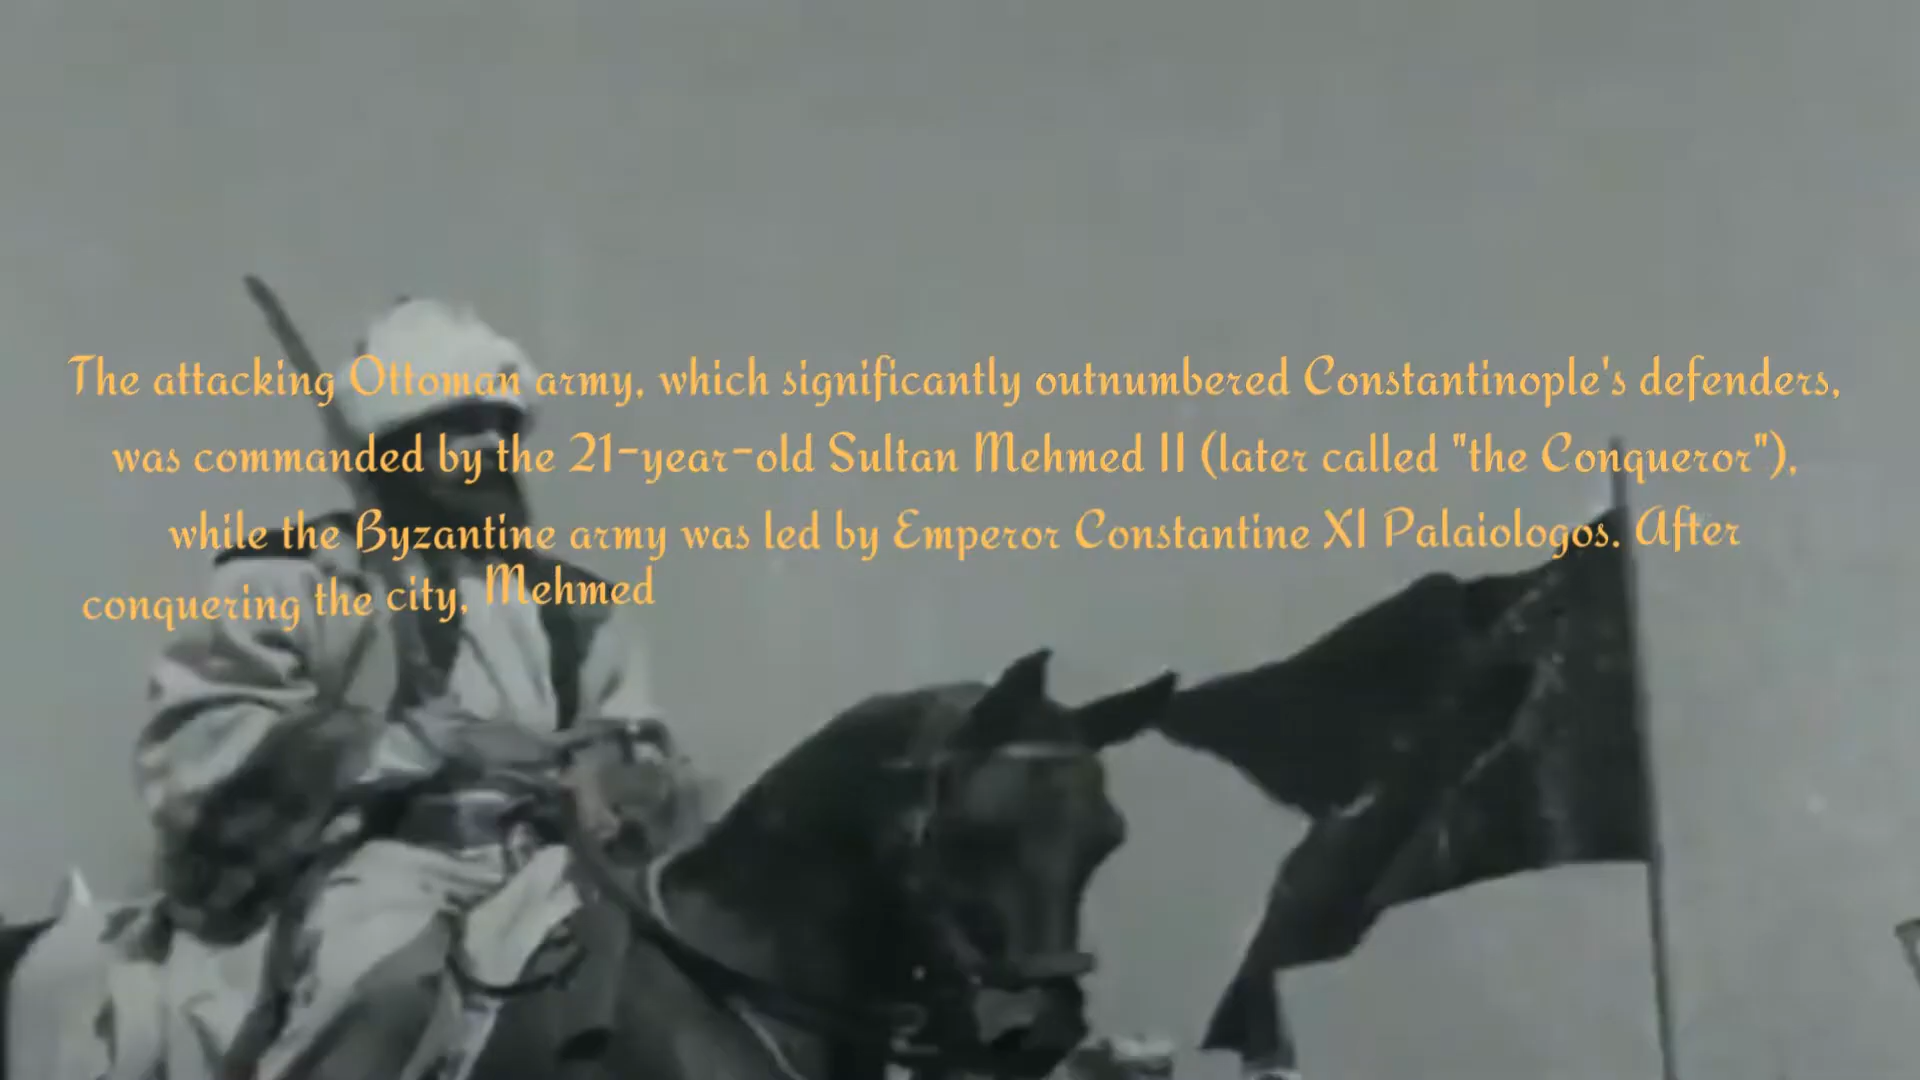 The attacking Ottoman army, which significantly outnumbered Constantinople's defenders,
was commanded by the 21-year-old Sultan Mehmed II (later called "the Conqueror"),
while the Byzantine army was led by Emperor Constantine XI Palaiologos. After
conquering the city, Mehmed